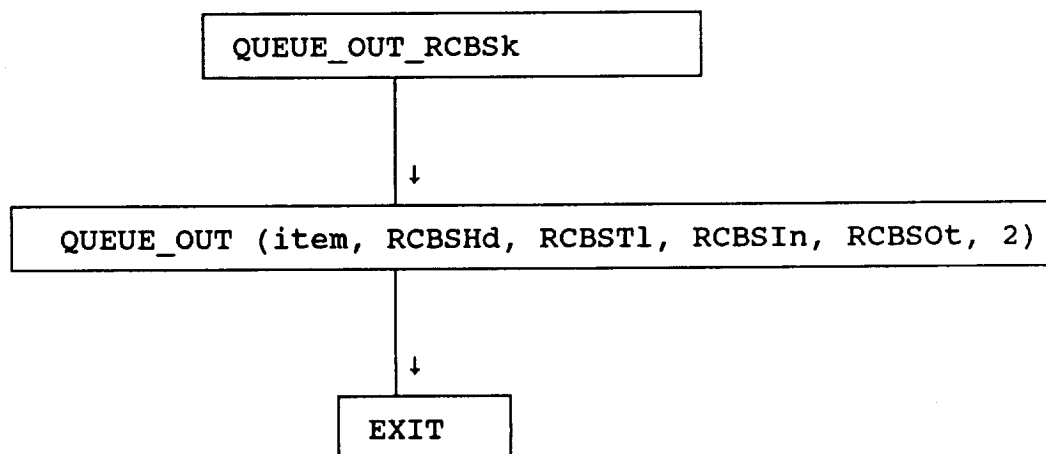 QUEUE_OUT_RCBSk
↓
QUEUE_OUT (item, RCBSHd, RCBSTl, RCBSIn, RCBSOt, 2)
↓
EXIT